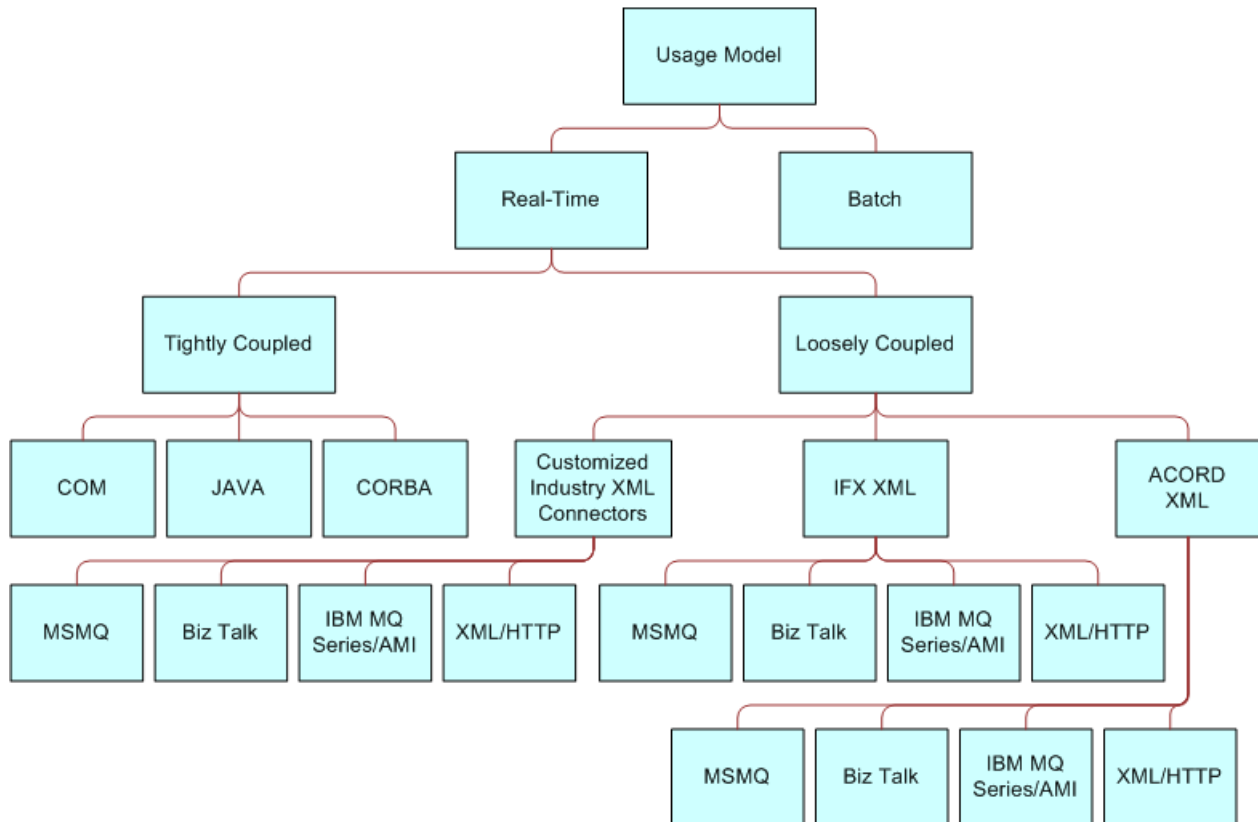 Usage Model
Real-Time
Batch
Tightly Coupled
Loosely Coupled
COM
JAVA
CORBA
Customized
Industry XML
Connectors
IFX XML
ACORD
XML
MSMQ
Biz Talk
IBM MQ
Series/AMI
XML/HTTP
MSMQ
Biz Talk
IBM MQ
Series/AMI
XML/HTTP
MSMQ
Biz Talk
IBM MQ
Series/AMI
XML/HTTP